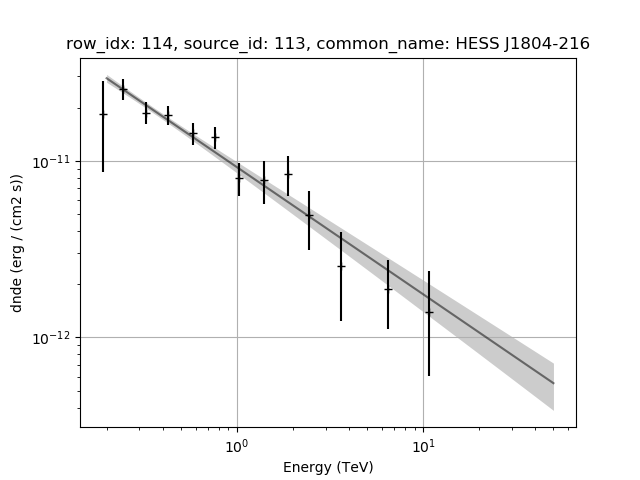 row_idx: 114, source_id: 113, common_name: HESS J1804-216
dnde (erg / (cm2 s))
10⁻¹¹
10⁻¹²
10⁰ 10¹
Energy (TeV)